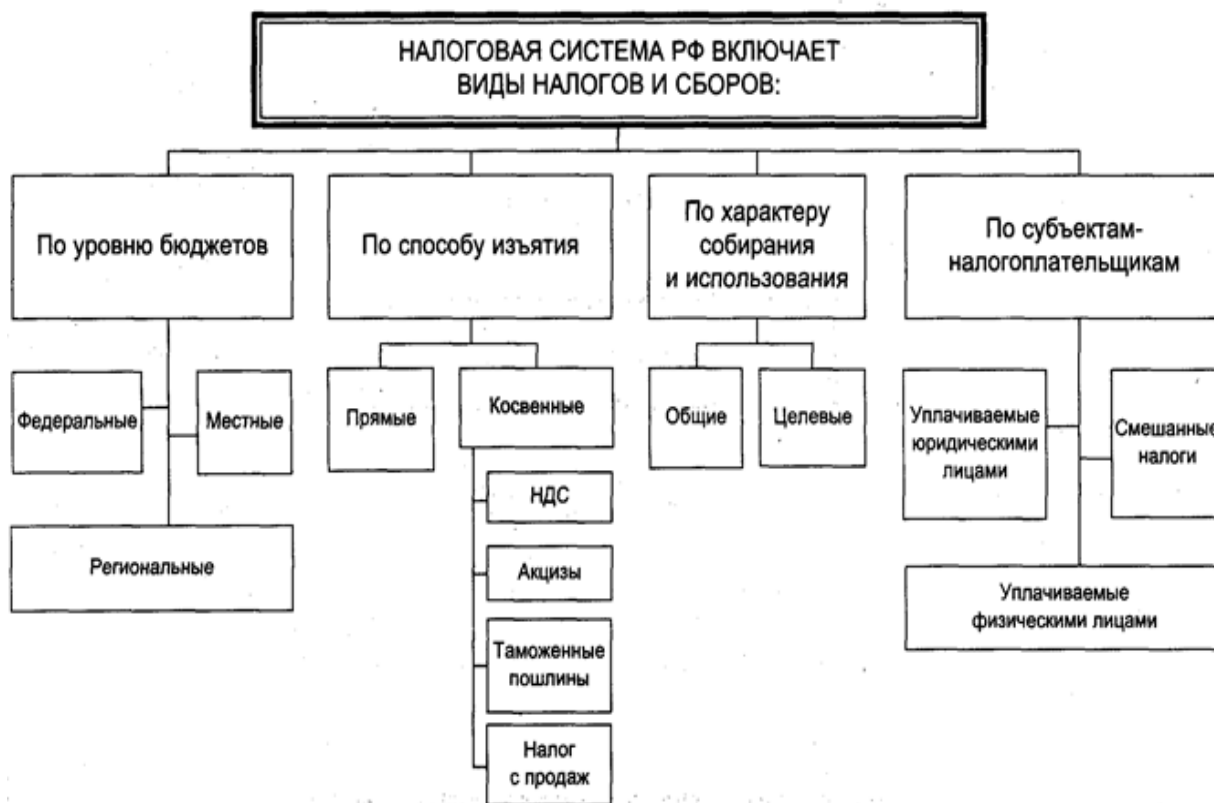 НАЛОГОВАЯ СИСТЕМА РФ ВКЛЮЧАЕТ
ВИДЫ НАЛОГОВ И СБОРОВ:
По уровню бюджетов
По способу изъятия
По характеру
собирания
и использования
По субъектам-
налогоплательщикам
Федеральные
Местные
Региональные
Прямые
Косвенные
НДС
Акцизы
Таможенные
пошлины
Налог
с продаж
Общие
Целевые
Уплачиваемые
юридическими
лицами
Смешанные
налоги
Уплачиваемые
физическими лицами